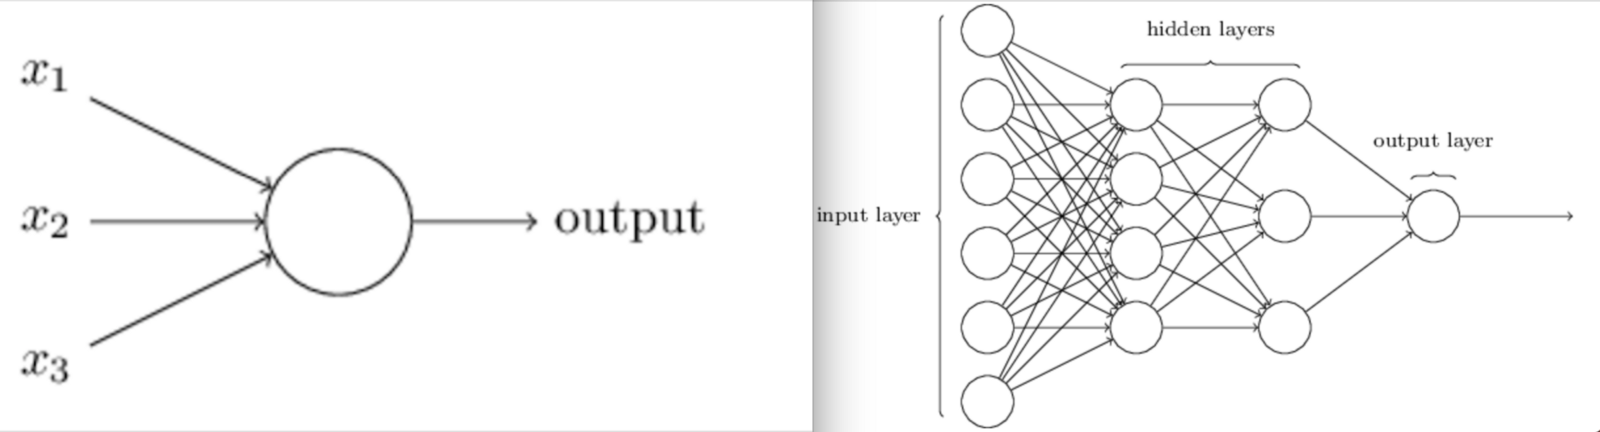 x₁
x₂
x₃
output
hidden layers
output layer
input layer